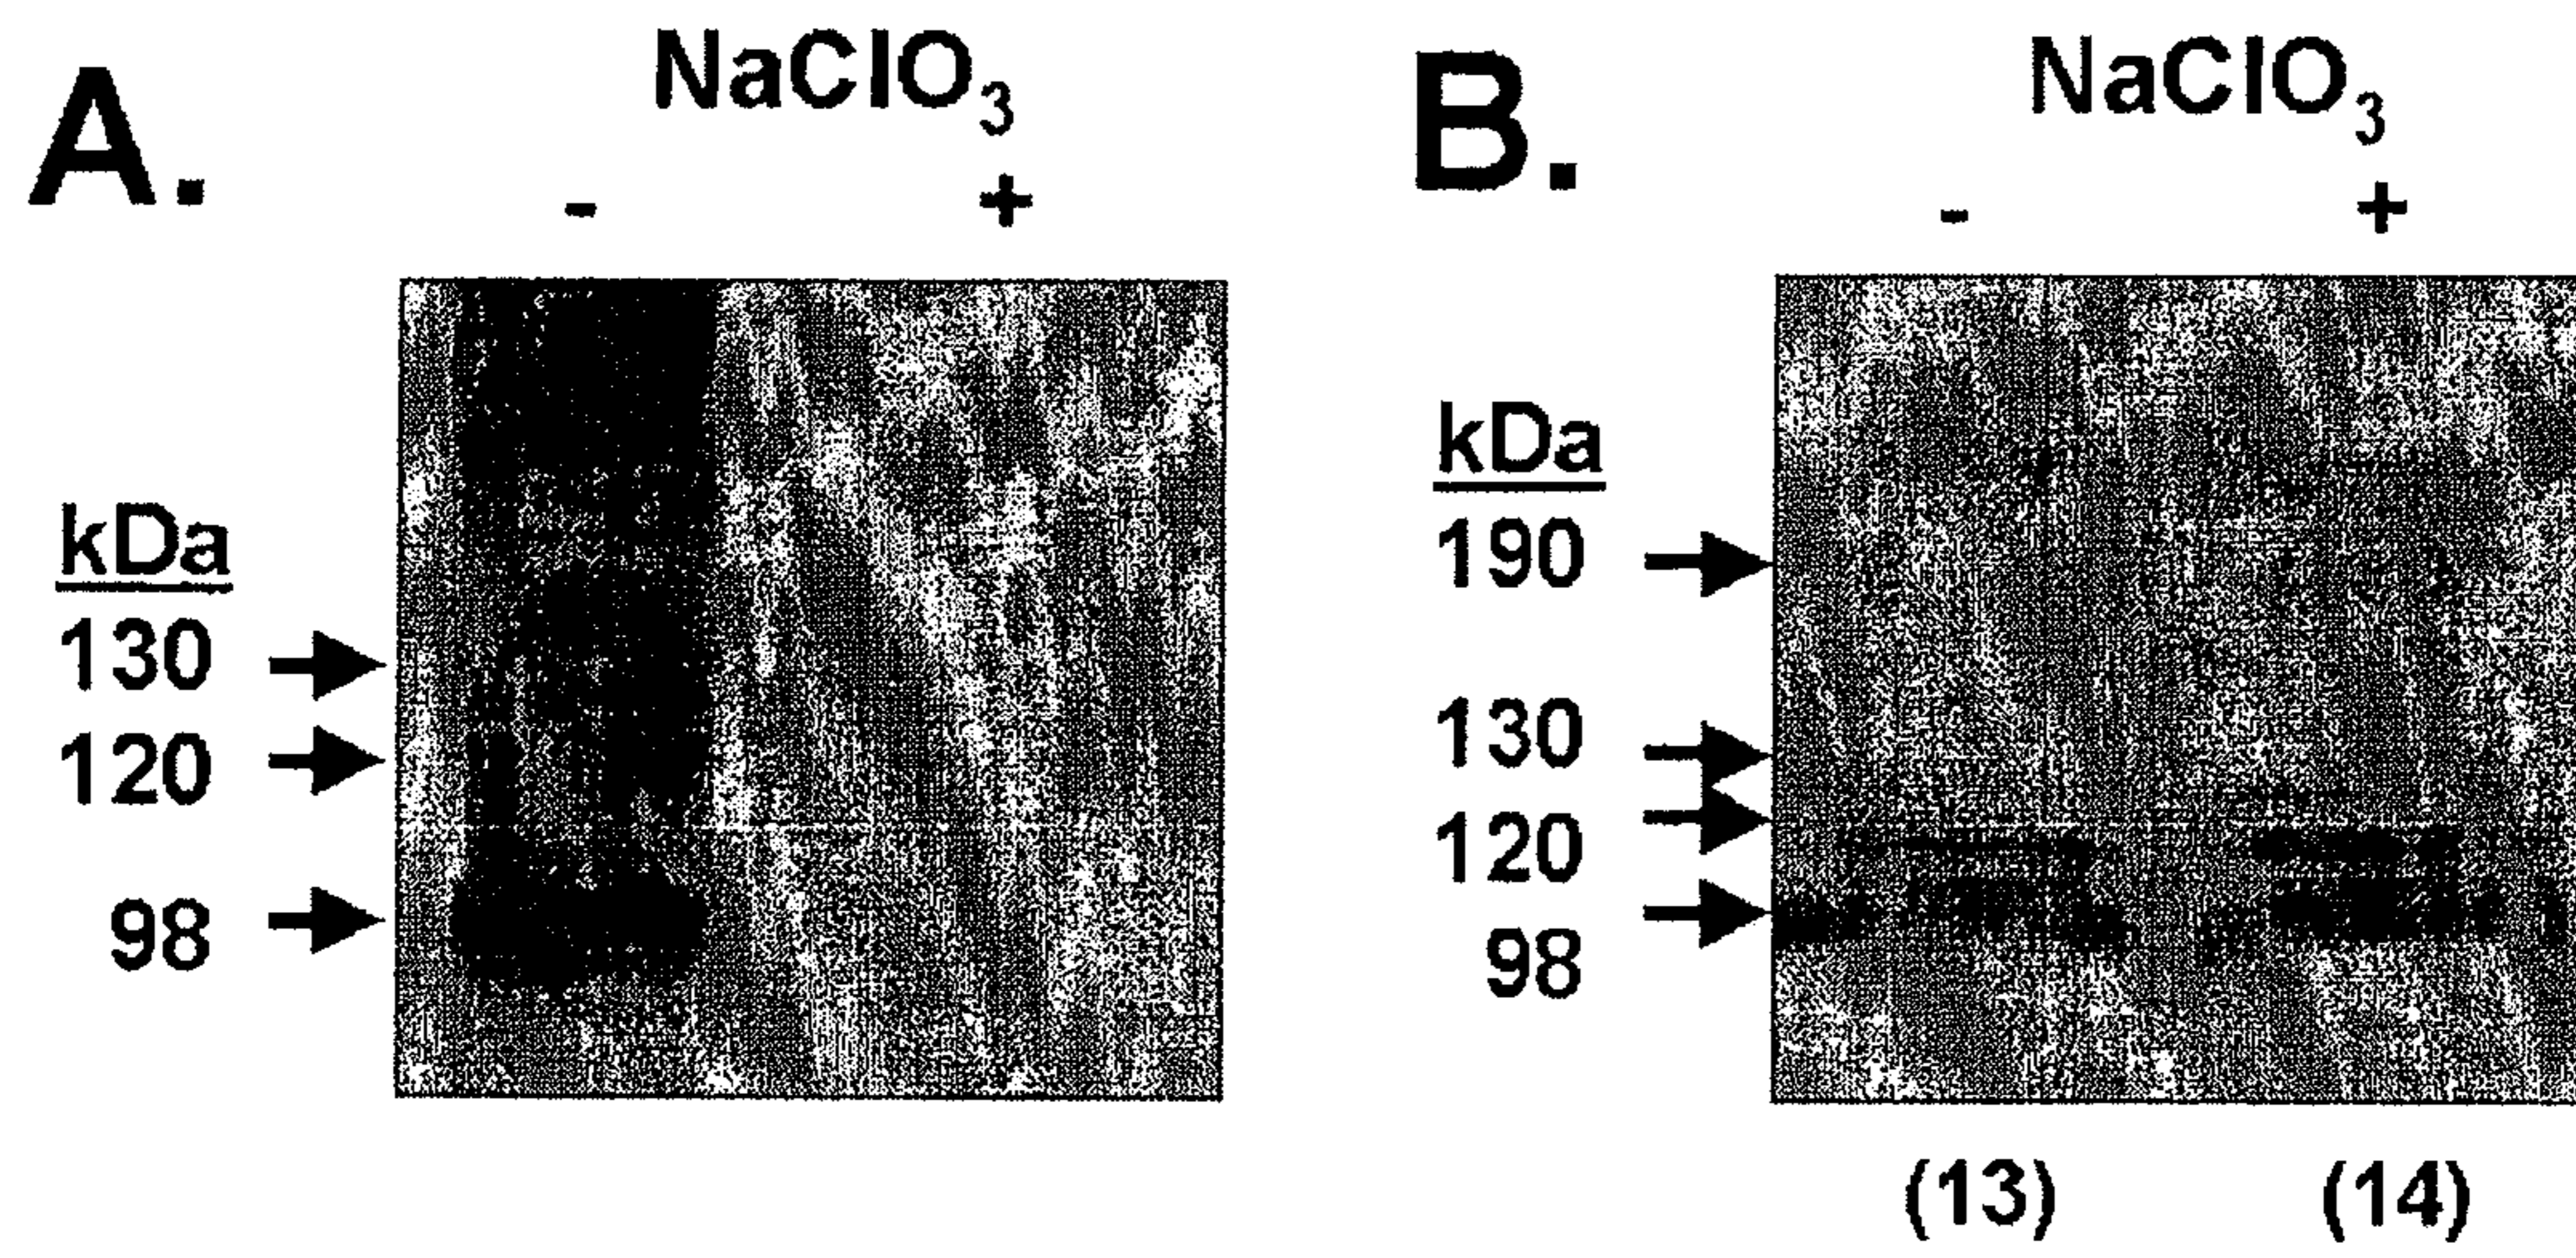 A.
NaClO₃
- +
kDa
130
120
98
B.
NaClO₃
- +
kDa
190
130
120
98
(13) (14)